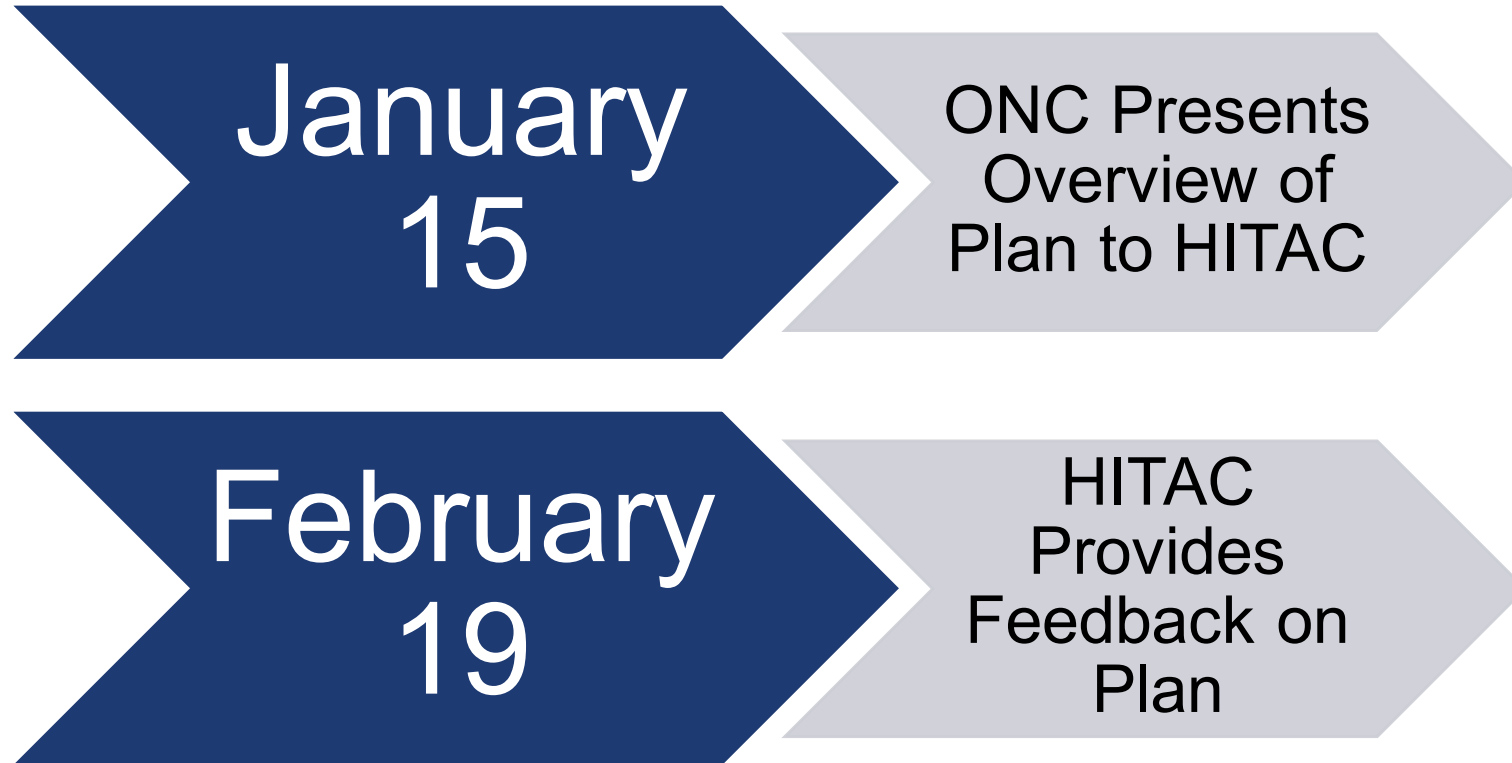 January
15
ONC Presents
Overview of
Plan to HITAC
February
19
HITAC
Provides
Feedback on
Plan